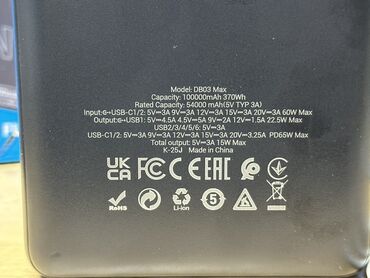 Model: DB03 Max
Capacity: 100000mAh 370Wh
Rated Capacity: 54000 mAh(5V TYP 3A)
Input:USB-C1/2: 5V⎓3A 9V⎓3A 12V⎓3A 15V⎓3A 20V⎓3A 60W Max
Output:USB1: 5V⎓4.5A 4.5V⎓5A 9V⎓2A 12V⎓1.5A 22.5W Max
USB2/3/4/5/6: 5V⎓3A
USB-C1/2: 5V⎓3A 9V⎓3A 12V⎓3A 15V⎓3A 20V⎓3.25A PD65W Max
Total output: 5V⎓3A 15W Max
K-25J Made in China
UK CA FC CE EAC
RoHS Li-ion 5